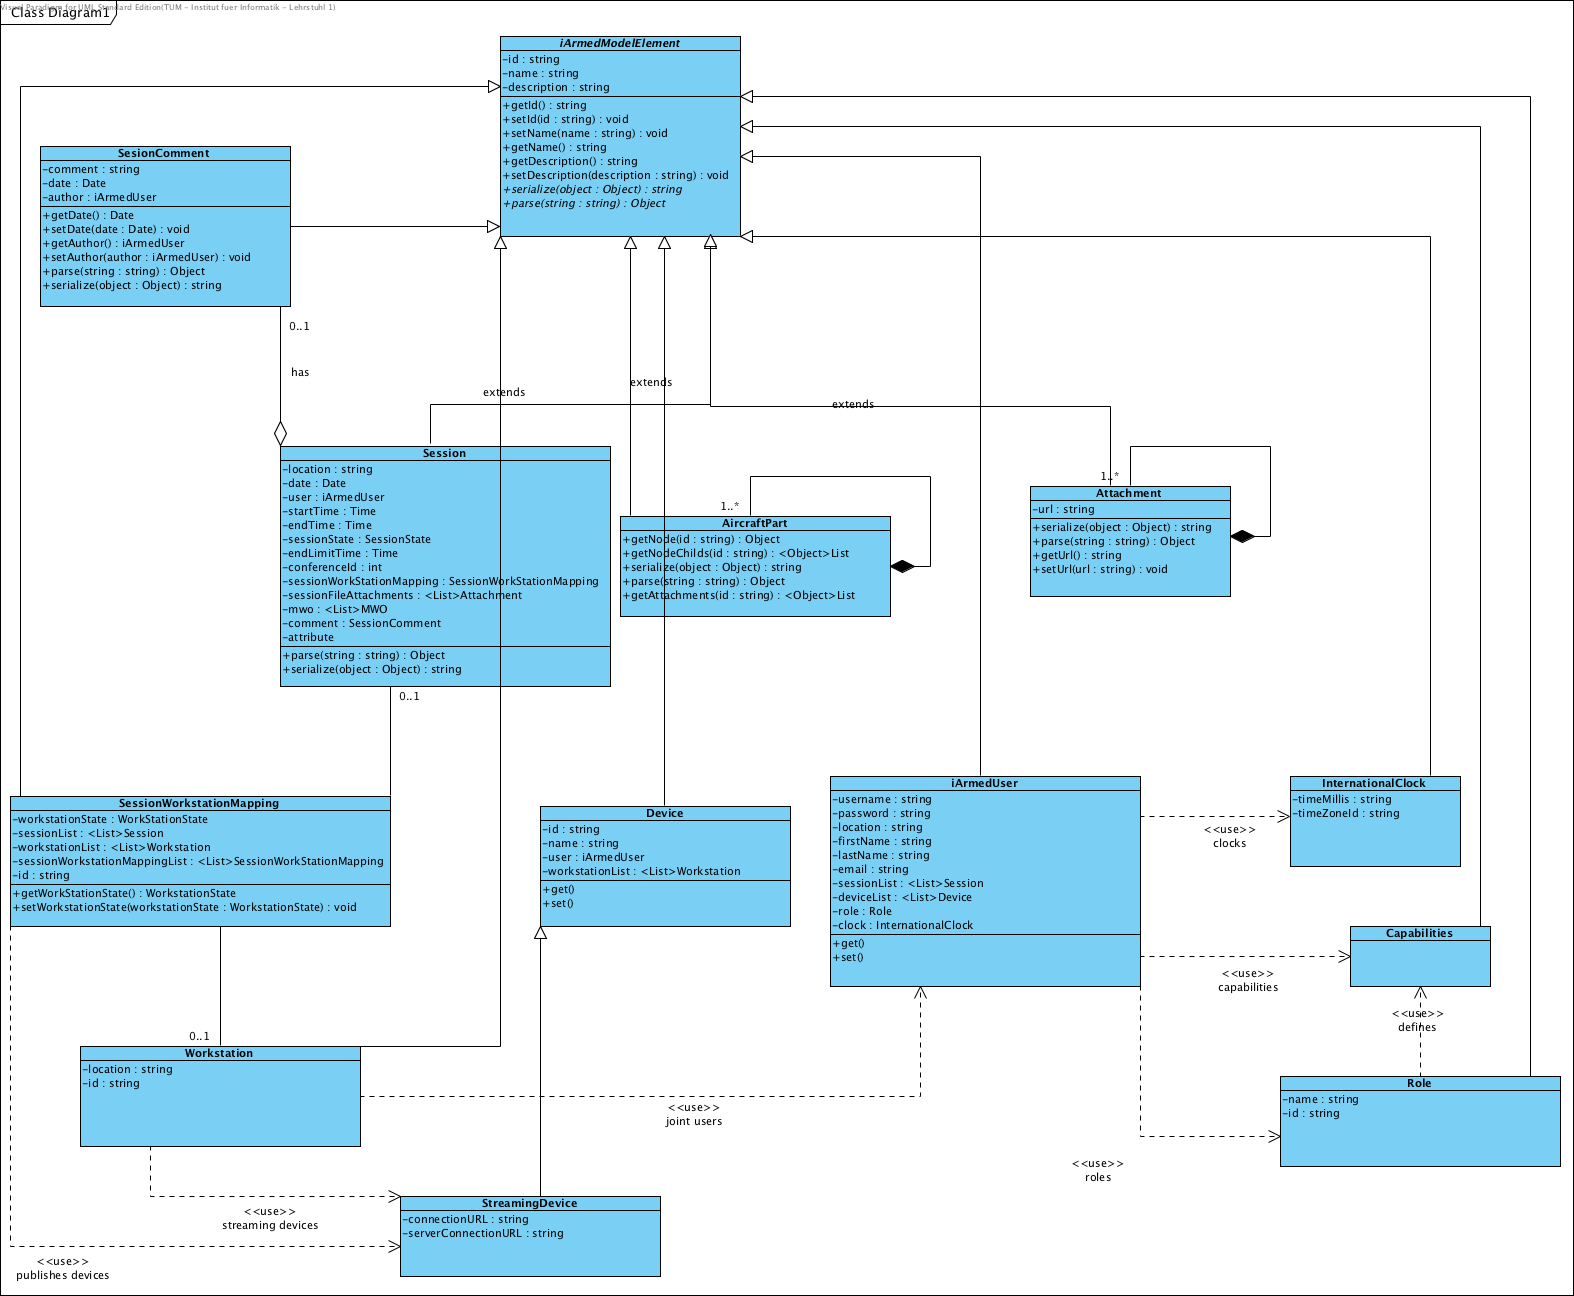 Visual Paradigm for UML Standard Edition(TUM - Institut fuer Informatik - Lehrstuhl 1)
Class Diagram1
iArmedModelElement
-id : string
-name : string
-description : string
+getId() : string
+setId(id : string) : void
+setName(name : string) : void
+getName() : string
+getDescription() : string
+setDescription(description : string) : void
+serialize(object : Object) : string
+parse(string : string) : Object
SesionComment
-comment : string
-date : Date
-author : iArmedUser
+getDate() : Date
+setDate(date : Date) : void
+getAuthor() : iArmedUser
+setAuthor(author : iArmedUser) : void
+parse(string : string) : Object
+serialize(object : Object) : string
0..1
has
extends
extends
extends
Session
-location : string
-date : Date
-user : iArmedUser
-startTime : Time
-endTime : Time
-sessionState : SessionState
-endLimitTime : Time
-conferenceId : int
-sessionWorkStationMapping : SessionWorkStationMapping
-sessionFileAttachments : <List>Attachment
-mwo : <List>MWO
-comment : SessionComment
-attribute
+parse(string : string) : Object
+serialize(object : Object) : string
0..1
1..*
AircraftPart
+getNode(id : string) : Object
+getNodeChilds(id : string) : <Object>List
+serialize(object : Object) : string
+parse(string : string) : Object
+getAttachments(id : string) : <Object>List
1..*
Attachment
-url : string
+serialize(object : Object) : string
+parse(string : string) : Object
+getUrl() : string
+setUrl(url : string) : void
SessionWorkstationMapping
-workstationState : WorkStationState
-sessionList : <List>Session
-workstationList : <List>Workstation
-sessionWorkstationMappingList : <List>SessionWorkStationMapping
-id : string
+getWorkStationState() : WorkstationState
+setWorkstationState(workstationState : WorkstationState) : void
Device
-id : string
-name : string
-user : iArmedUser
-workstationList : <List>Workstation
+get()
+set()
iArmedUser
-username : string
-password : string
-location : string
-firstName : string
-lastName : string
-email : string
-sessionList : <List>Session
-deviceList : <List>Device
-role : Role
-clock : InternationalClock
+get()
+set()
<<use>>
clocks
InternationalClock
-timeMillis : string
-timeZoneId : string
<<use>>
capabilities
Capabilities
<<use>>
defines
0..1
Workstation
-location : string
-id : string
<<use>>
joint users
Role
-name : string
-id : string
<<use>>
roles
<<use>>
streaming devices
StreamingDevice
-connectionURL : string
-serverConnectionURL : string
<<use>>
publishes devices